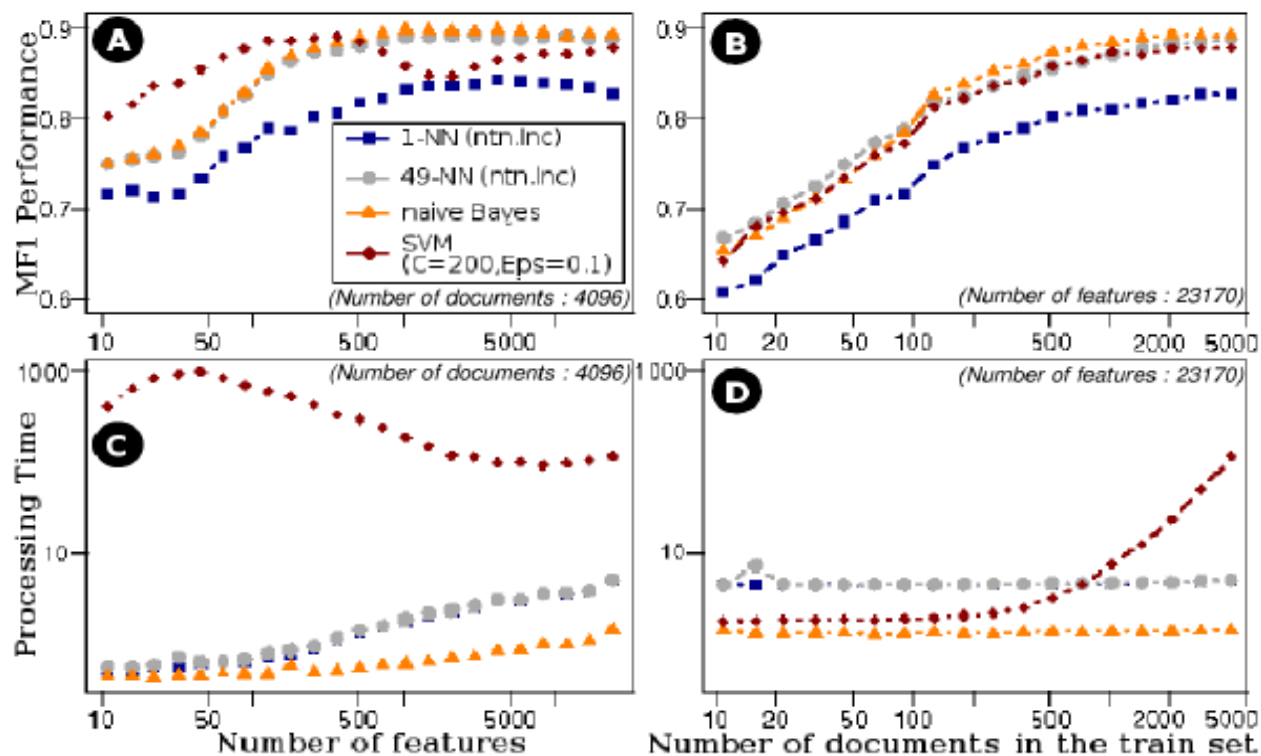 A
MF1 Performance
0.9
0.8
0.7
0.6
1-NN (ntn.lnc)
49-NN (ntn.lnc)
naive Bayes
SVM
(C=200,Eps=0.1)
(Number of documents : 4096)
10 50 500 5000
B
0.9
0.8
0.7
0.6
(Number of features : 23170)
10 20 50 100 500 2000 5000
C
Processing Time
1000
10
(Number of documents : 4096)
10 50 500 5000
Number of features
D
1000
10
(Number of features : 23170)
10 20 50 100 500 2000 5000
Number of documents in the train set